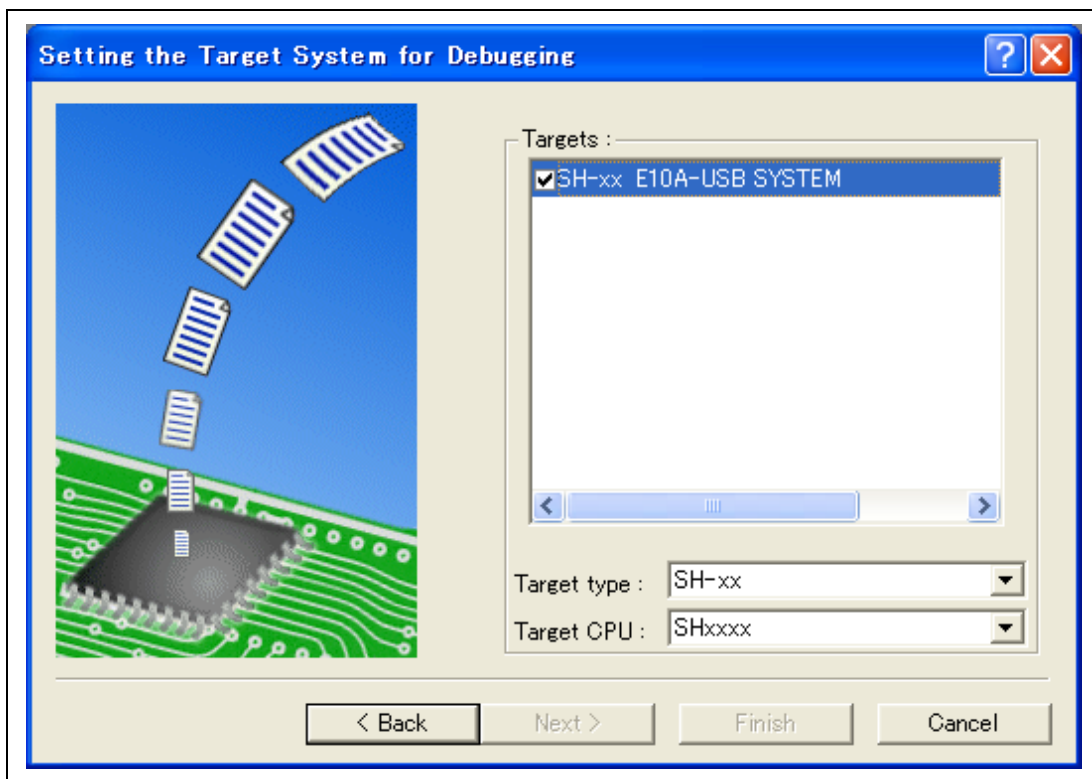 Setting the Target System for Debugging
Targets :
SH-xx E10A-USB SYSTEM
Target type : SH-xx
Target CPU : SHxxxx
< Back Next > Finish Cancel